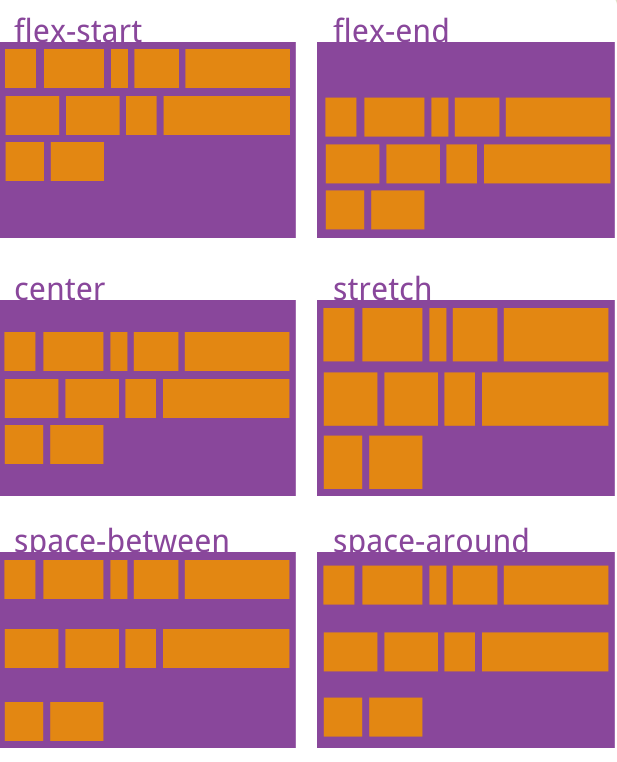 flex-start
flex-end
center
stretch
space-between
space-around